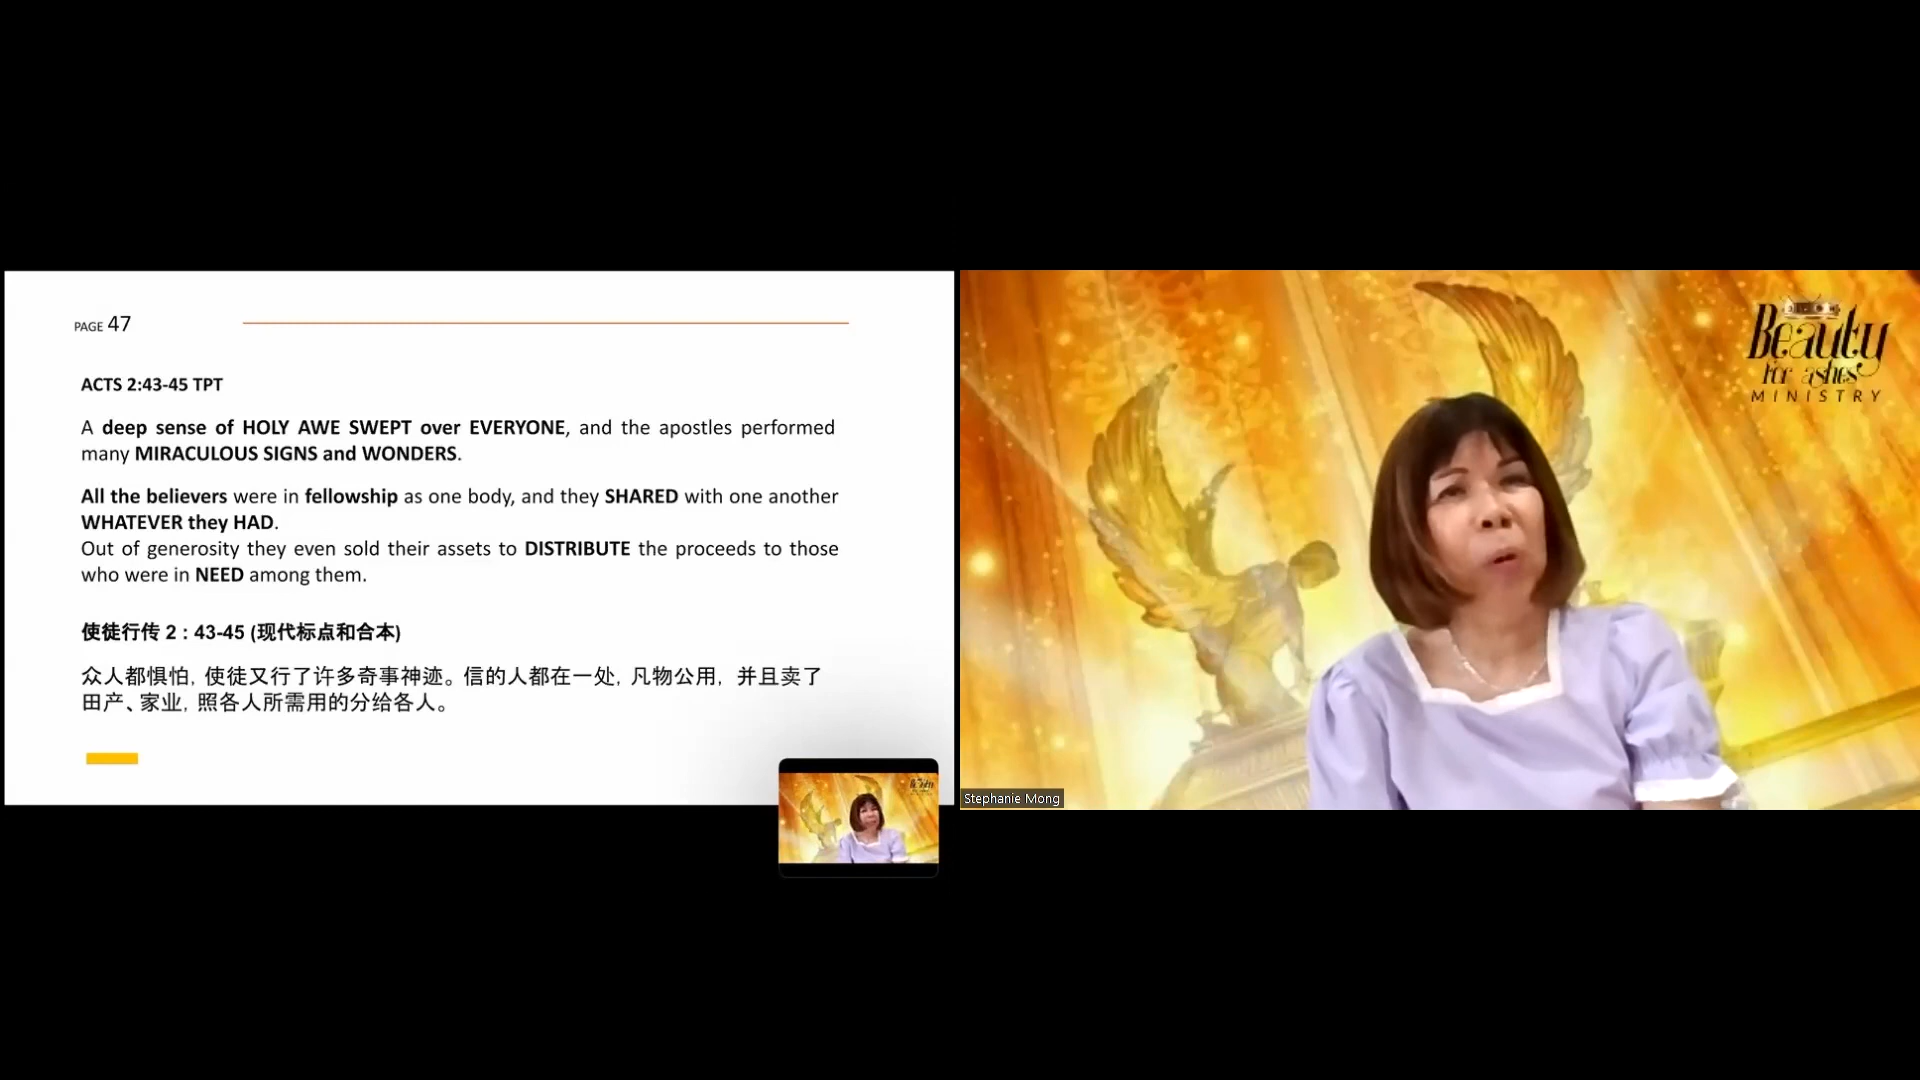 PAGE 47
ACTS 2:43-45 TPT
A deep sense of HOLY AWE SWEPT over EVERYONE, and the apostles performed
many MIRACULOUS SIGNS and WONDERS.
All the believers were in fellowship as one body, and they SHARED with one another
WHATEVER they HAD.
Out of generosity they even sold their assets to DISTRIBUTE the proceeds to those
who were in NEED among them.
使徒行传 2 : 43-45 (现代标点和合本)
众人都惧怕, 使徒又行了许多奇事神迹。信的人都在一处, 凡物公用, 并且卖了
田产、家业, 照各人所需用的分给各人。
Beauty
For ashes
MINISTRY
Stephanie Mong